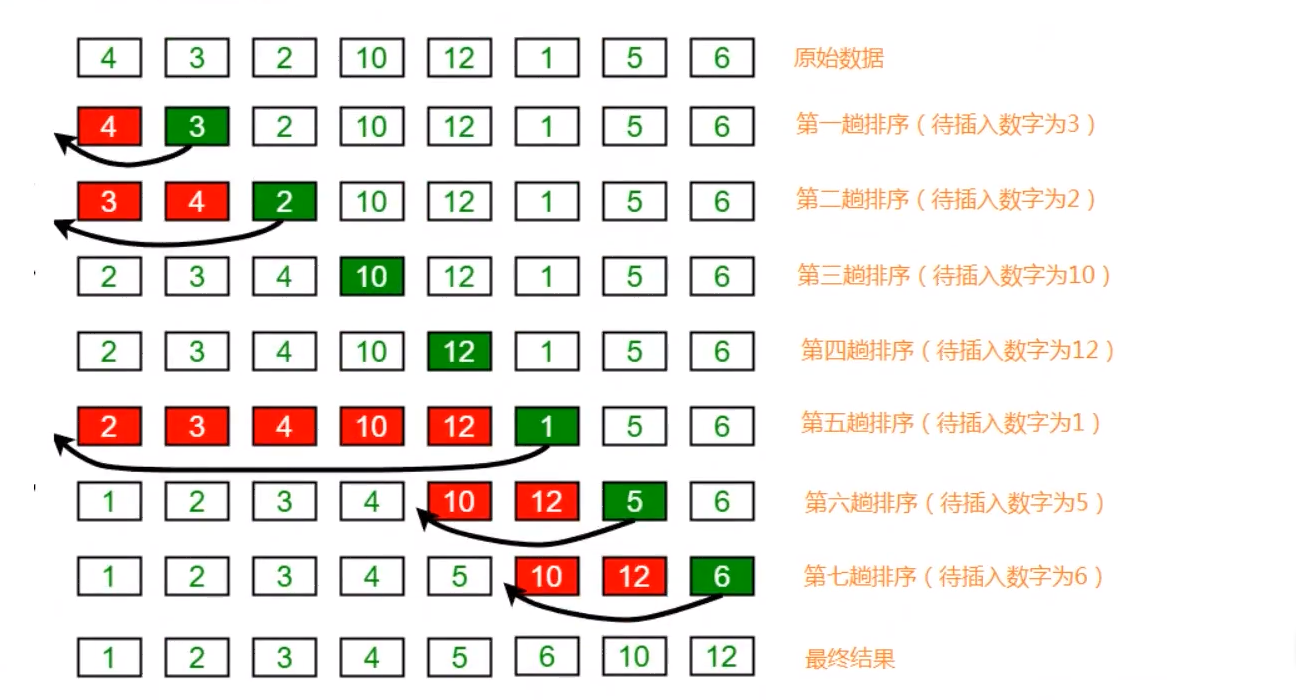 4 3 2 10 12 1 5 6 原始数据
4 3 2 10 12 1 5 6 第一趟排序（待插入数字为3）
3 4 2 10 12 1 5 6 第二趟排序（待插入数字为2）
2 3 4 10 12 1 5 6 第三趟排序（待插入数字为10）
2 3 4 10 12 1 5 6 第四趟排序（待插入数字为12）
2 3 4 10 12 1 5 6 第五趟排序（待插入数字为1）
1 2 3 4 10 12 5 6 第六趟排序（待插入数字为5）
1 2 3 4 5 10 12 6 第七趟排序（待插入数字为6）
1 2 3 4 5 6 10 12 最终结果